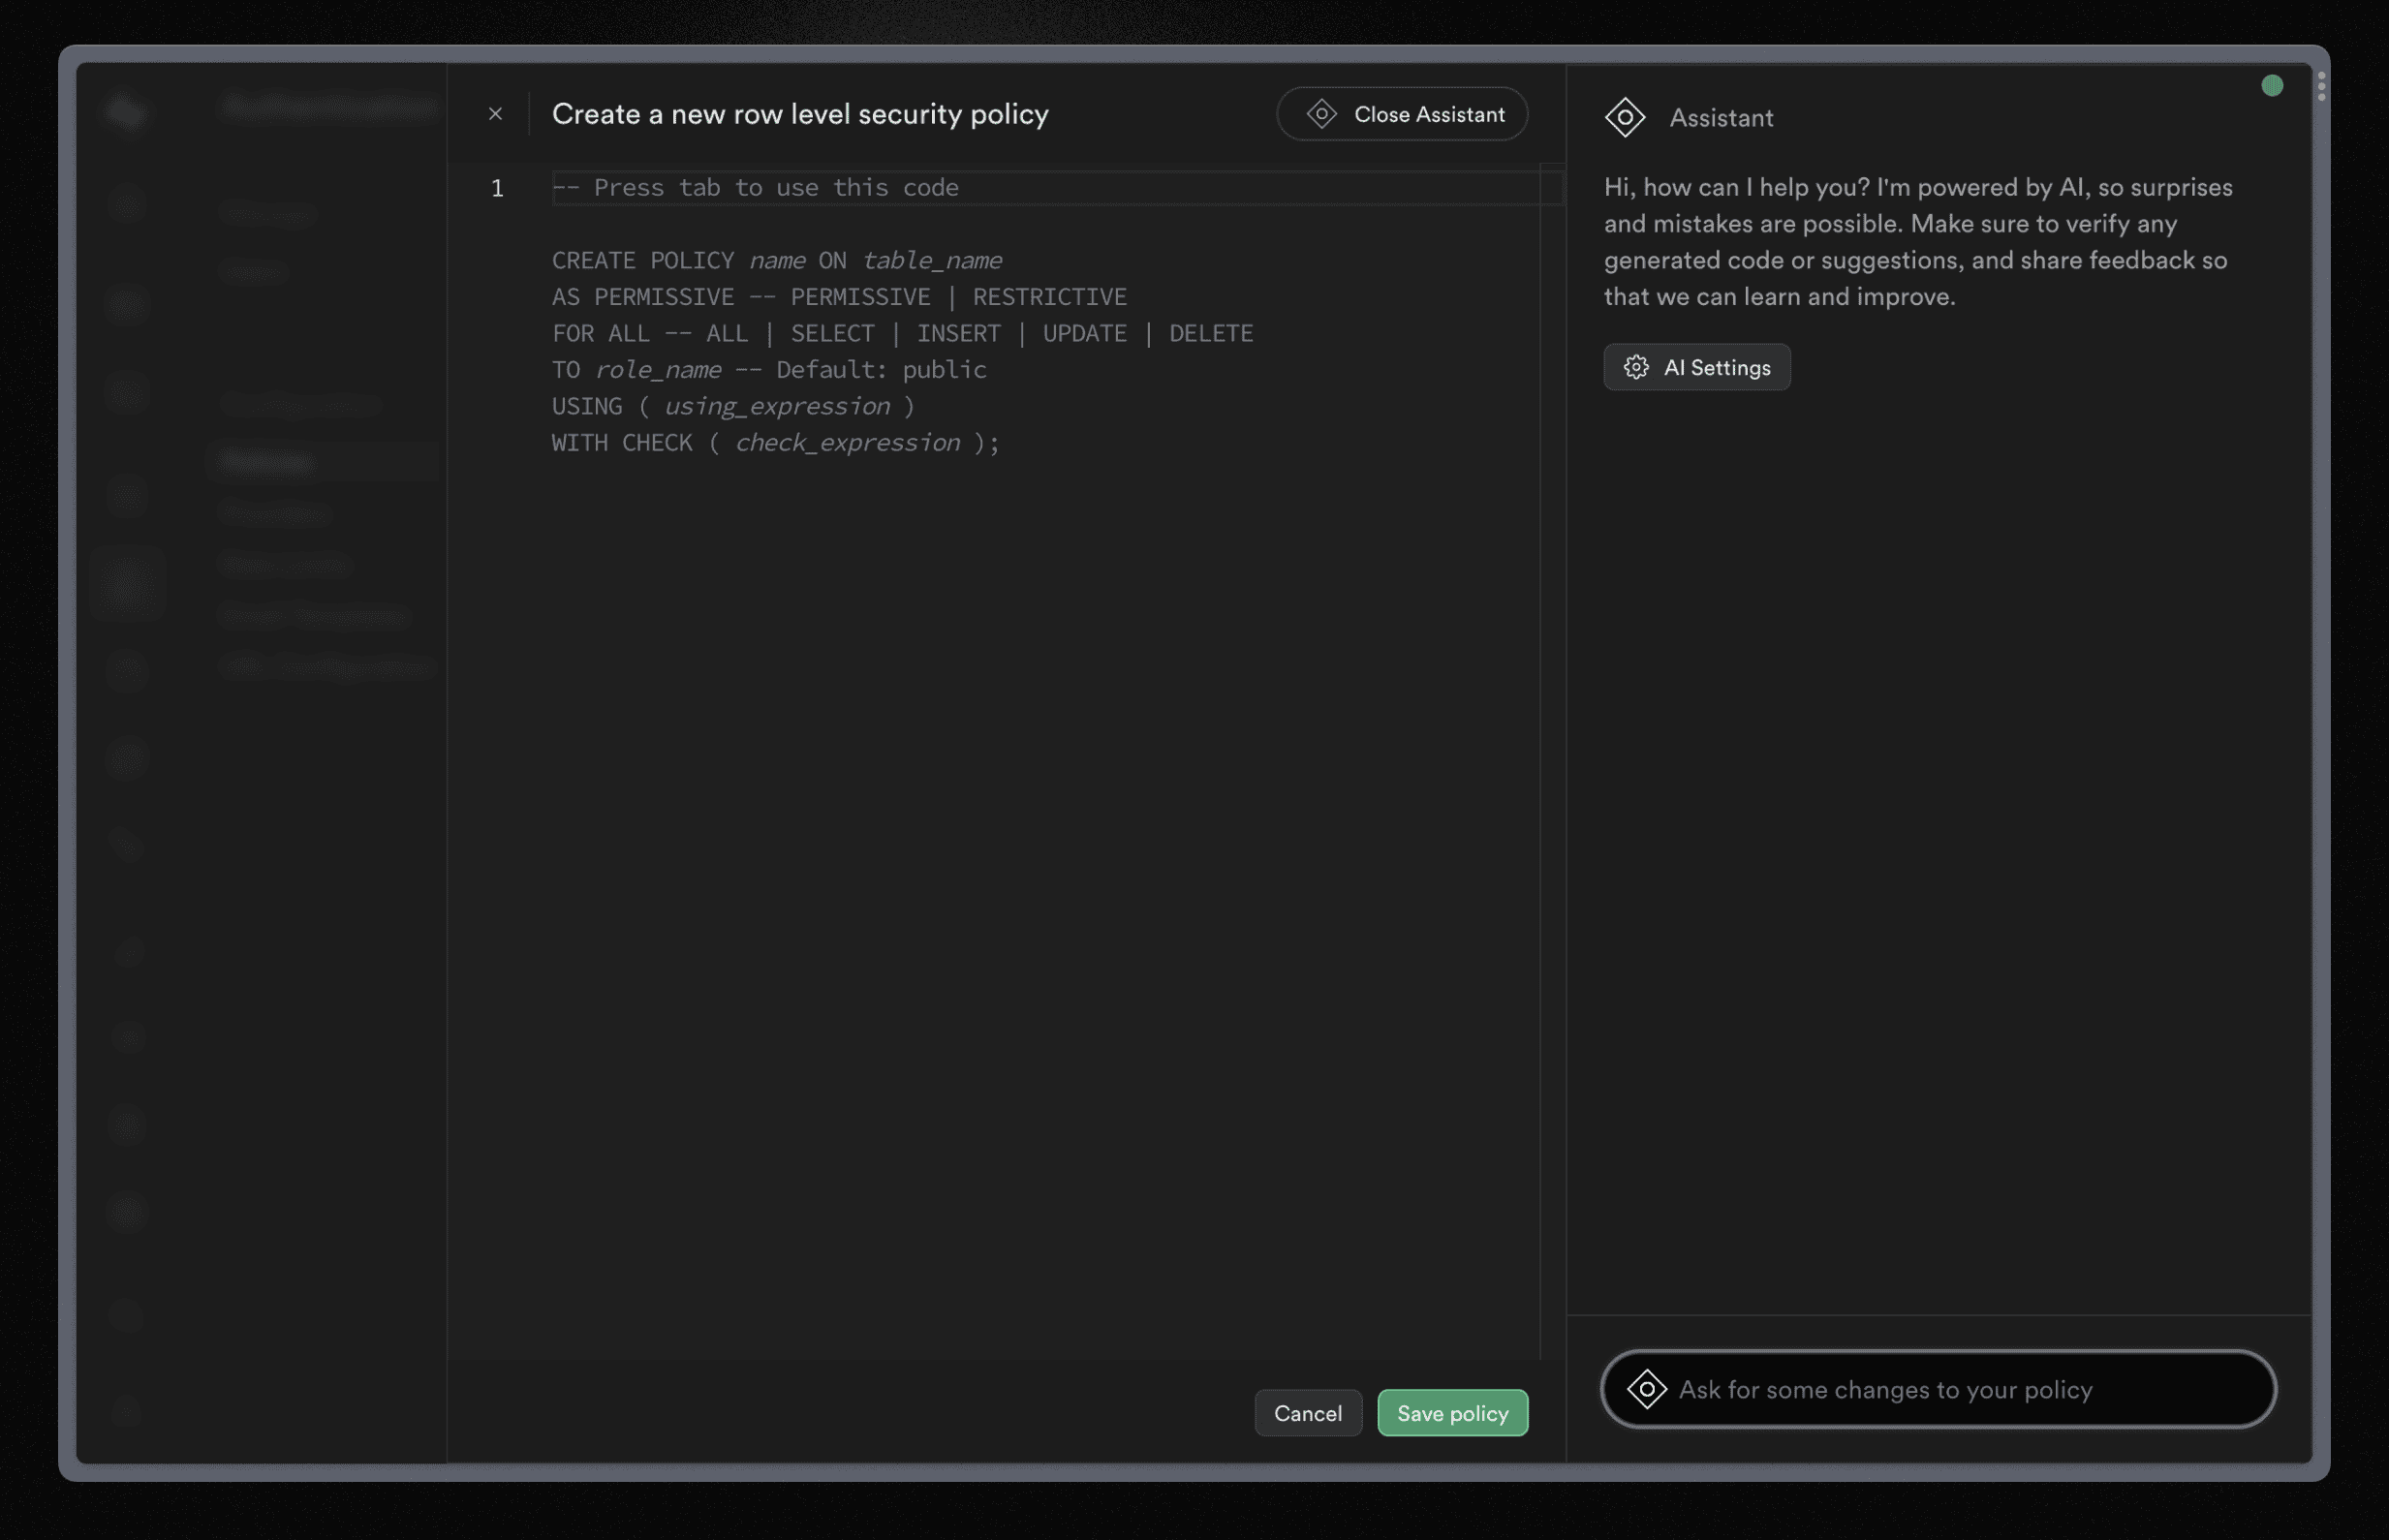 Create a new row level security policy
Close Assistant
1
-- Press tab to use this code
CREATE POLICY name ON table_name
AS PERMISSIVE -- PERMISSIVE | RESTRICTIVE
FOR ALL -- ALL | SELECT | INSERT | UPDATE | DELETE
TO role_name -- Default: public
USING ( using_expression )
WITH CHECK ( check_expression );
Cancel
Save policy
Assistant
Hi, how can I help you? I'm powered by AI, so surprises
and mistakes are possible. Make sure to verify any
generated code or suggestions, and share feedback so
that we can learn and improve.
AI Settings
Ask for some changes to your policy